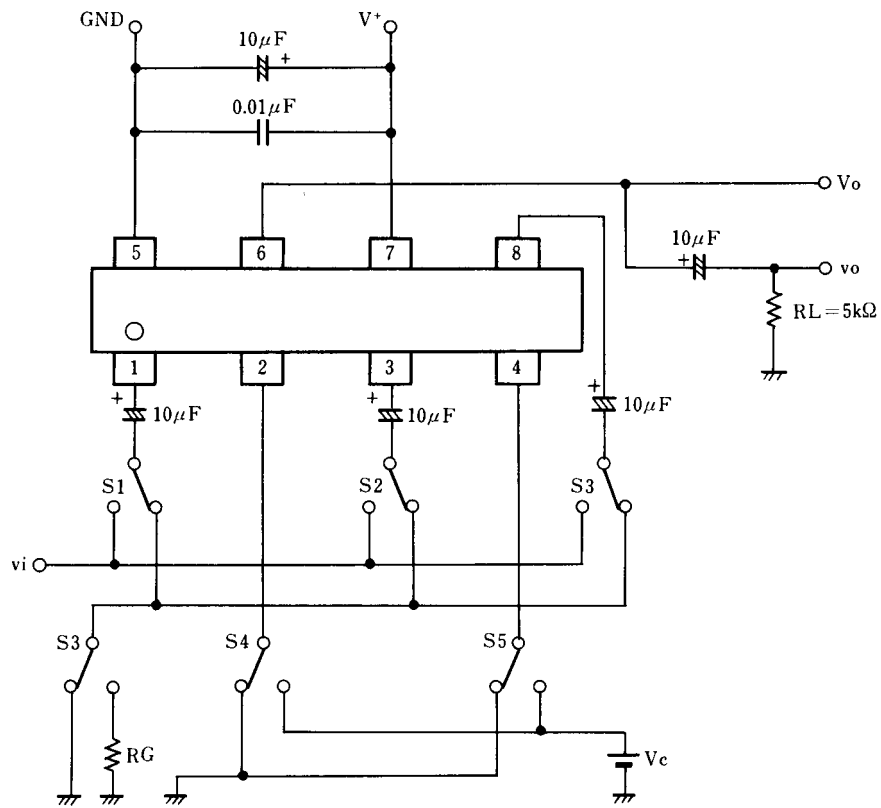 GND
V⁺
10μF
+
0.01μF
Vo
5
6
7
8
10μF
+
vo
RL=5kΩ
1
2
3
4
+
10μF
+
10μF
+
10μF
S1
S2
S3
vi
S3
S4
S5
RG
Vc